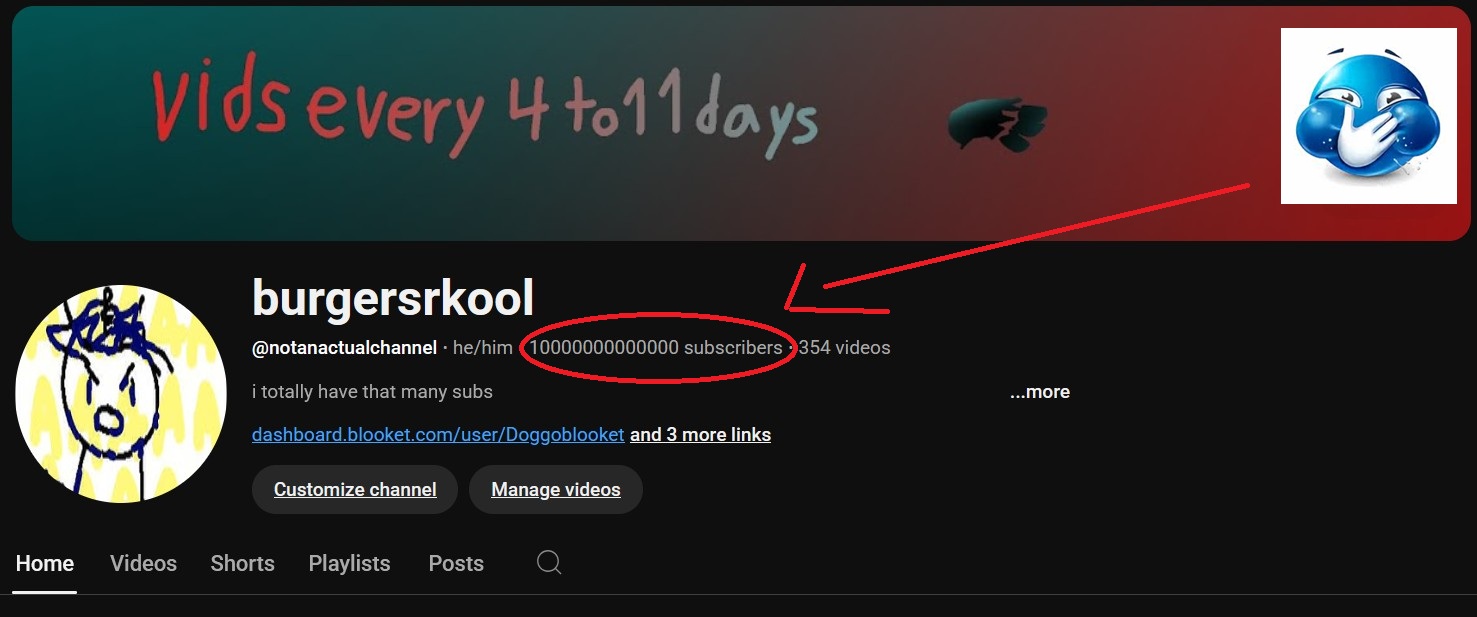 vids every 4 to 11 days
burgersrkool
@notanactualchannel · he/him · 10000000000000 subscribers · 354 videos
i totally have that many subs ...more
dashboard.blooket.com/user/Doggoblooket and 3 more links
Customize channel Manage videos
Home Videos Shorts Playlists Posts